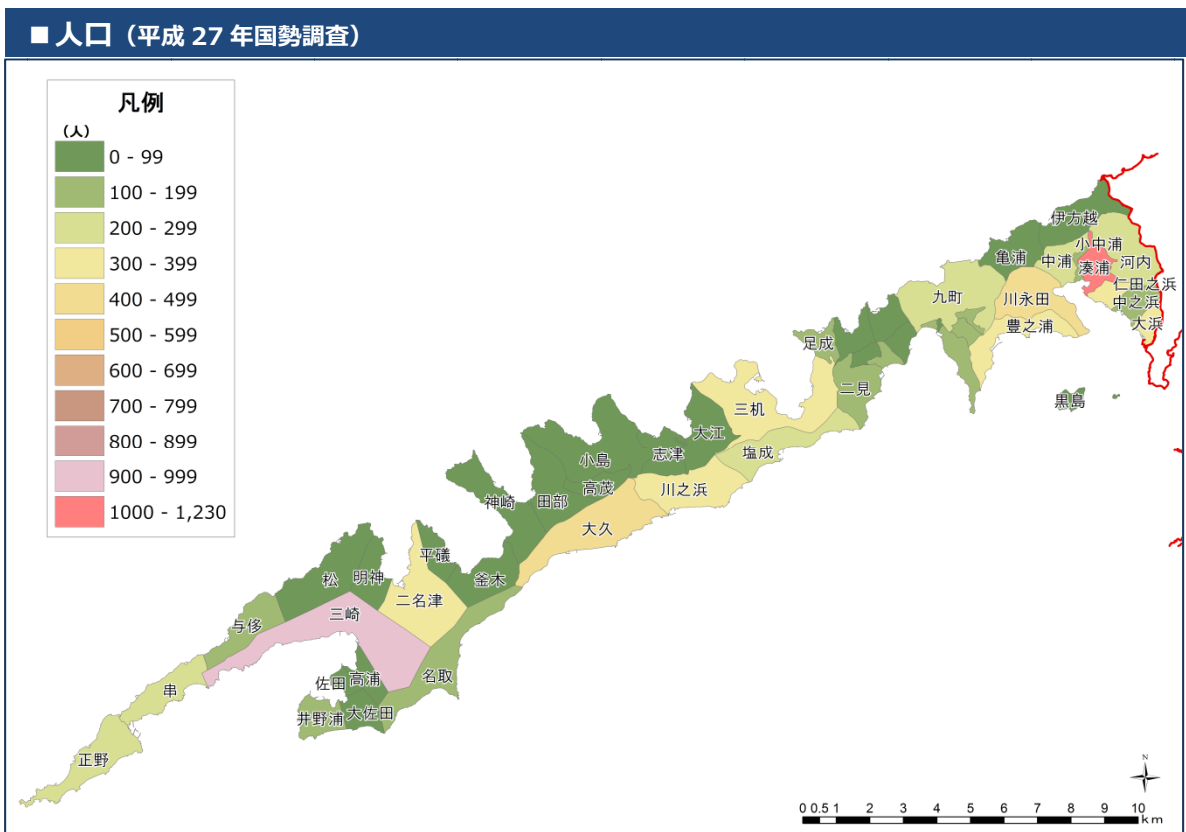 ■人口（平成 27 年国勢調査）
凡例
（人）
0 - 99
100 - 199
200 - 299
300 - 399
400 - 499
500 - 599
600 - 699
700 - 799
800 - 899
900 - 999
1000 - 1,230
伊方越
小中浦
亀浦
中浦
湊浦
河内
仁田之浜
九町
川永田
中之浜
豊之浦
大浜
足成
二見
黒島
三机
大江
塩成
志津
小島
高茂
川之浜
神崎
田部
大久
平礒
松
明神
釜木
二名津
三崎
与侈
名取
佐田
高浦
串
井野浦
大佐田
正野
N
0 0.5 1 2 3 4 5 6 7 8 9 10
km